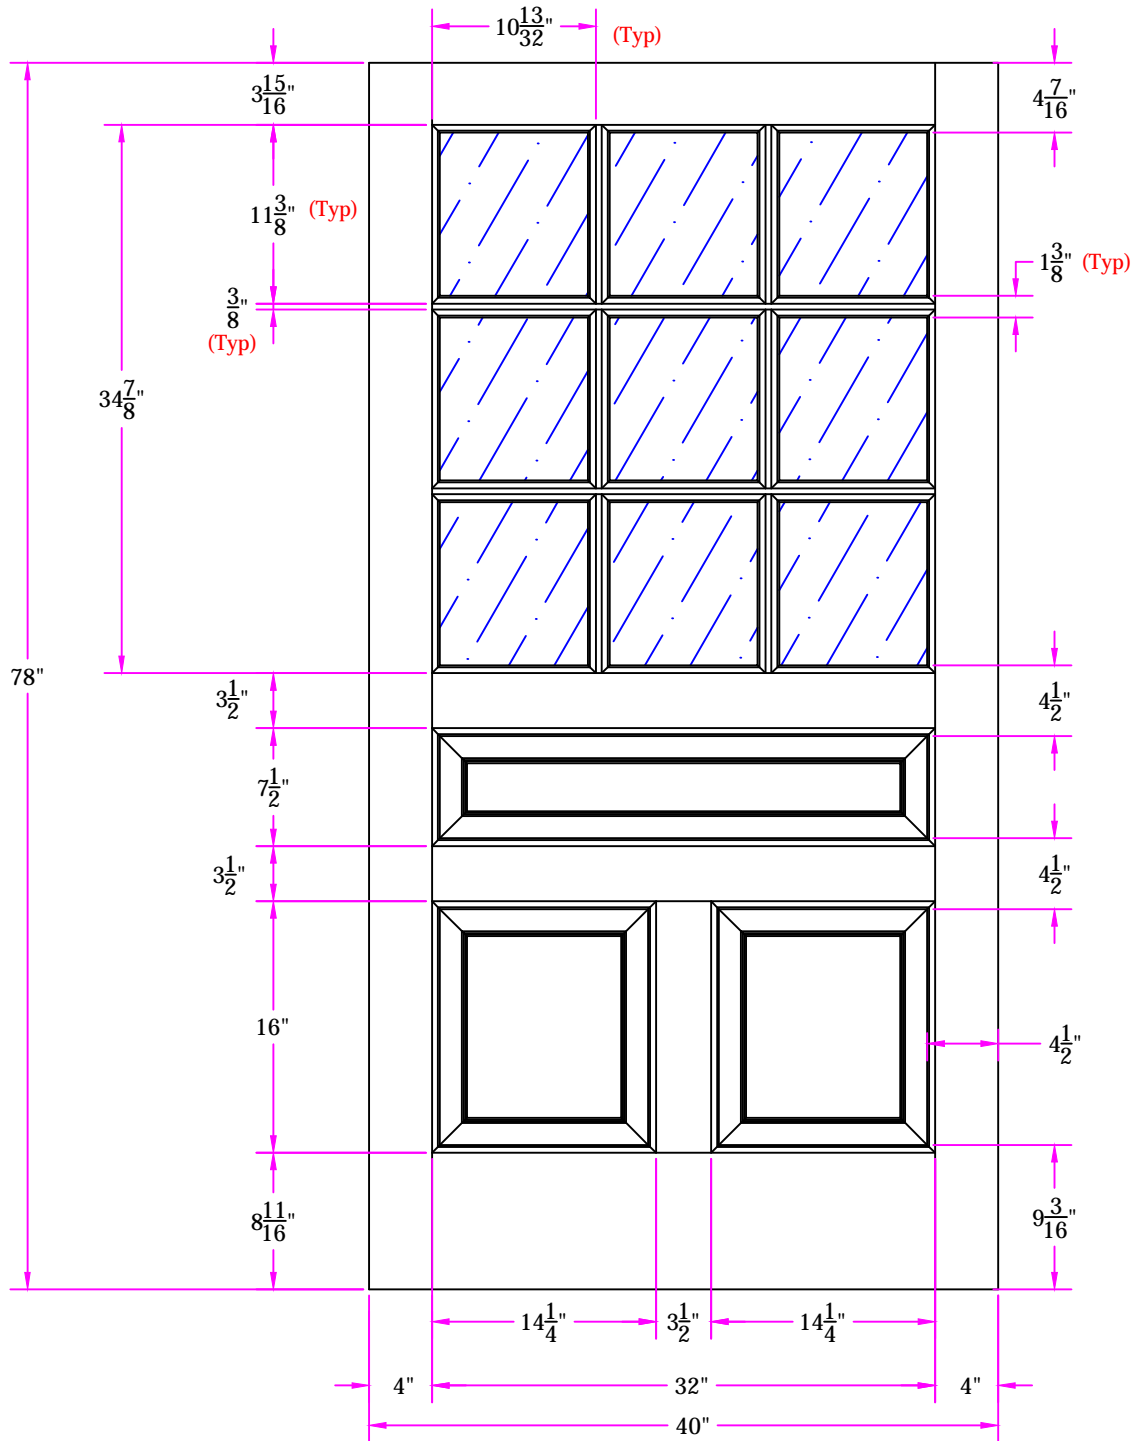 10 13/32" (Typ)
3 15/16"
4 7/16"
11 3/8" (Typ)
1 3/8" (Typ)
3/8"
(Typ)
34 7/8"
78"
3 1/2"
4 1/2"
7 1/2"
3 1/2"
4 1/2"
16"
4 1/2"
8 11/16"
9 3/16"
14 1/4" 3 1/2" 14 1/4"
4" 32" 4"
40"